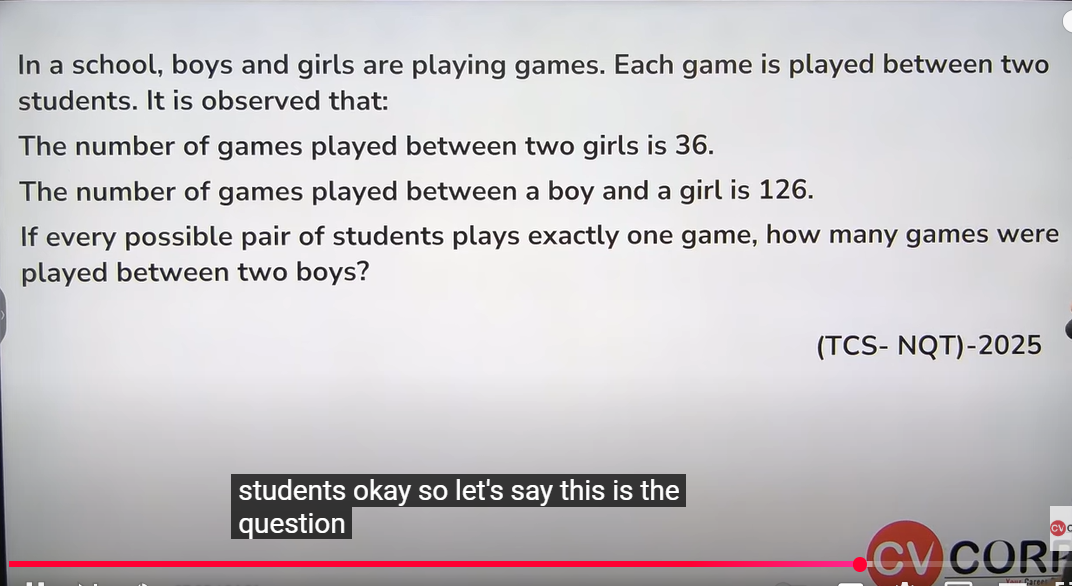 In a school, boys and girls are playing games. Each game is played between two
students. It is observed that:
The number of games played between two girls is 36.
The number of games played between a boy and a girl is 126.
If every possible pair of students plays exactly one game, how many games were
played between two boys?
(TCS- NQT)-2025
students okay so let's say this is the
question
CV CORP